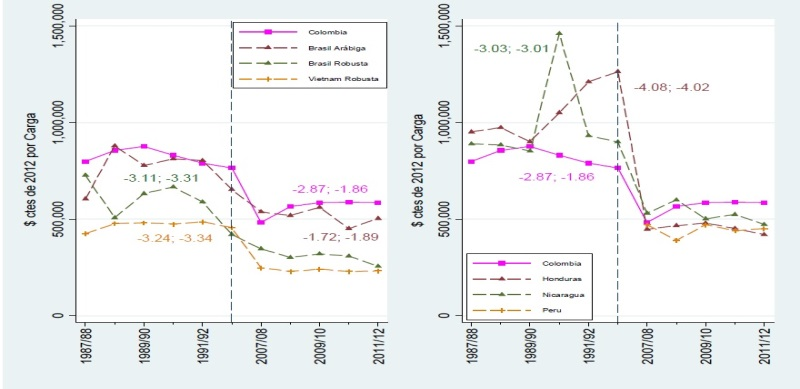 $ ctes de 2012 por Carga
1,500,000
1,000,000
500,000
0
Colombia
Brasil Arábiga
Brasil Robusta
Vietnam Robusta
-3.11; -3.31
-2.87; -1.86
-3.24; -3.34
-1.72; -1.89
1987/88
1989/90
1991/92
2007/08
2009/10
2011/12
$ ctes de 2012 por Carga
1,500,000
1,000,000
500,000
0
-3.03; -3.01
-4.08; -4.02
-2.87; -1.86
Colombia
Honduras
Nicaragua
Peru
1987/88
1989/90
1991/92
2007/08
2009/10
2011/12